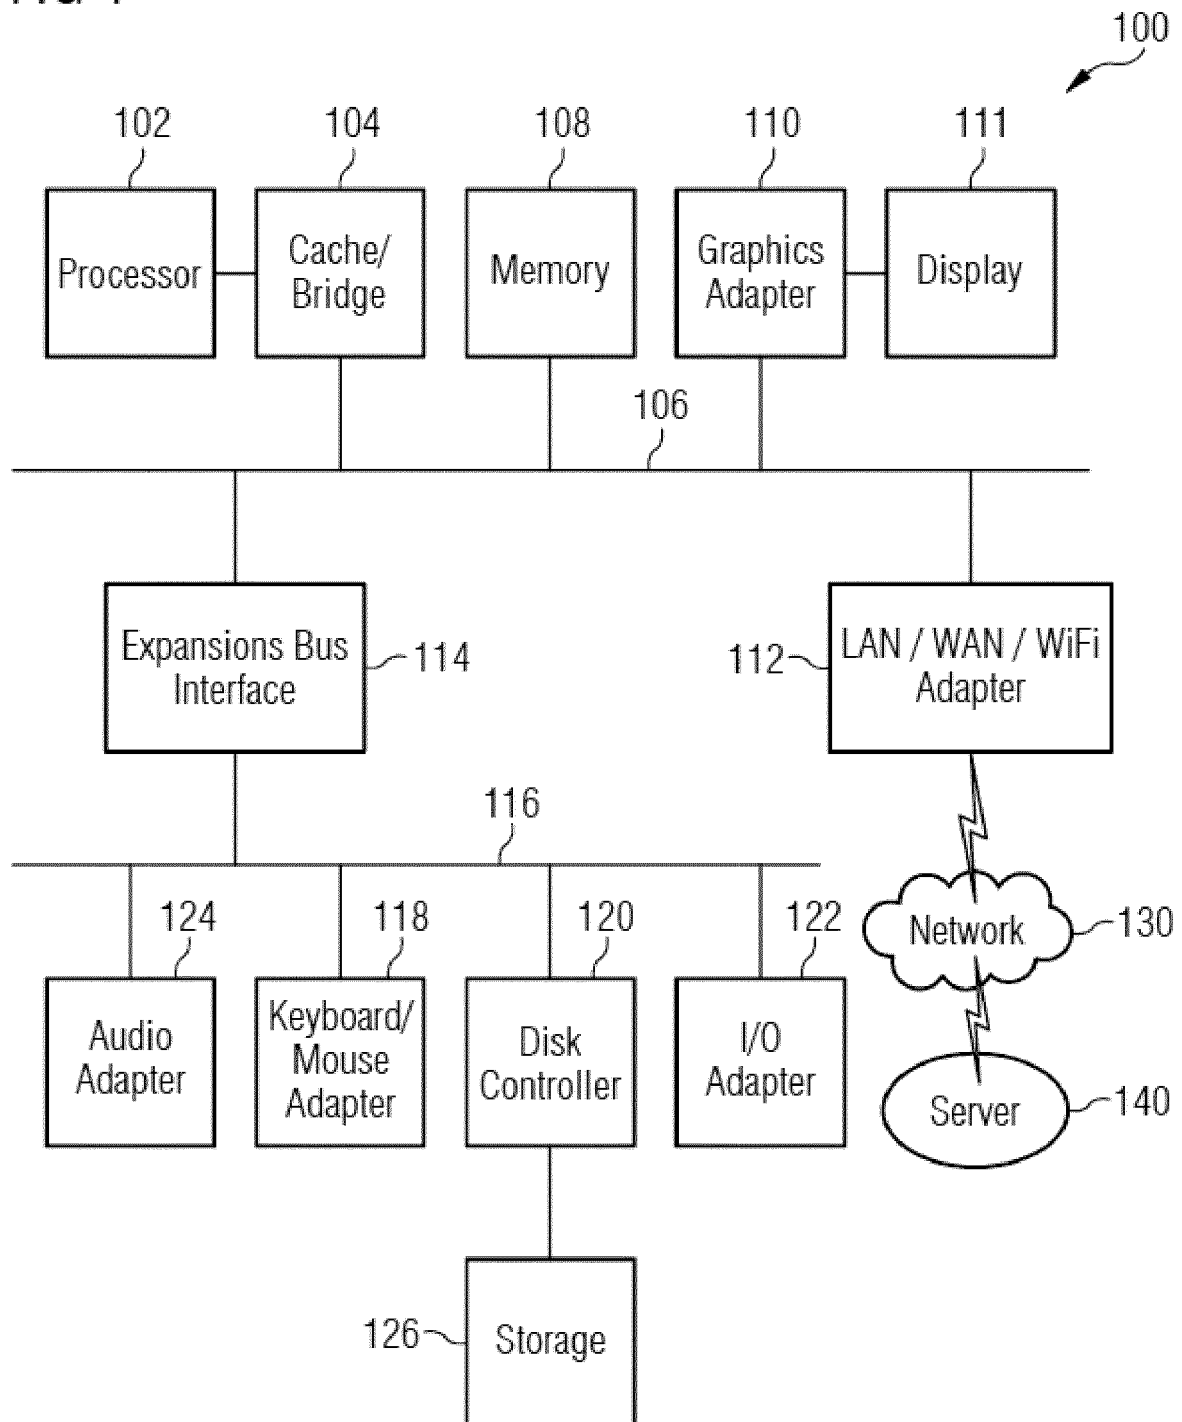 100
102
104
108
110
111
Processor
Cache/
Bridge
Memory
Graphics
Adapter
Display
106
Expansions Bus
Interface
114
112
LAN / WAN / WiFi
Adapter
116
124
118
120
122
Network
130
Audio
Adapter
Keyboard/
Mouse
Adapter
Disk
Controller
I/O
Adapter
Server
140
126
Storage